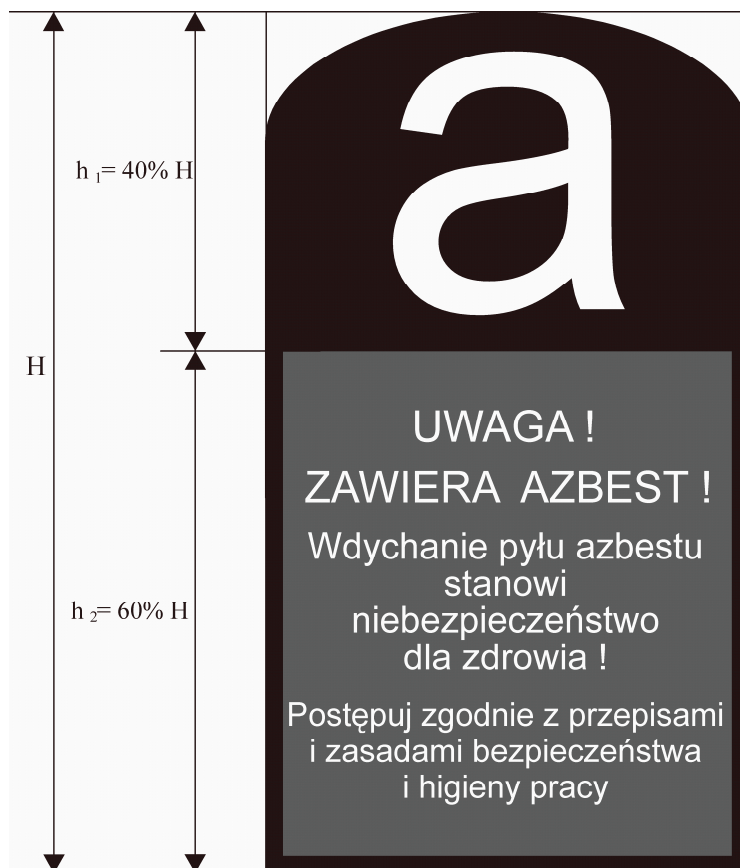 a
h 1= 40% H
H
UWAGA !
ZAWIERA AZBEST !
Wdychanie pyłu azbestu
stanowi
niebezpieczeństwo
dla zdrowia !
h 2= 60% H
Postępuj zgodnie z przepisami
i zasadami bezpieczeństwa
i higieny pracy